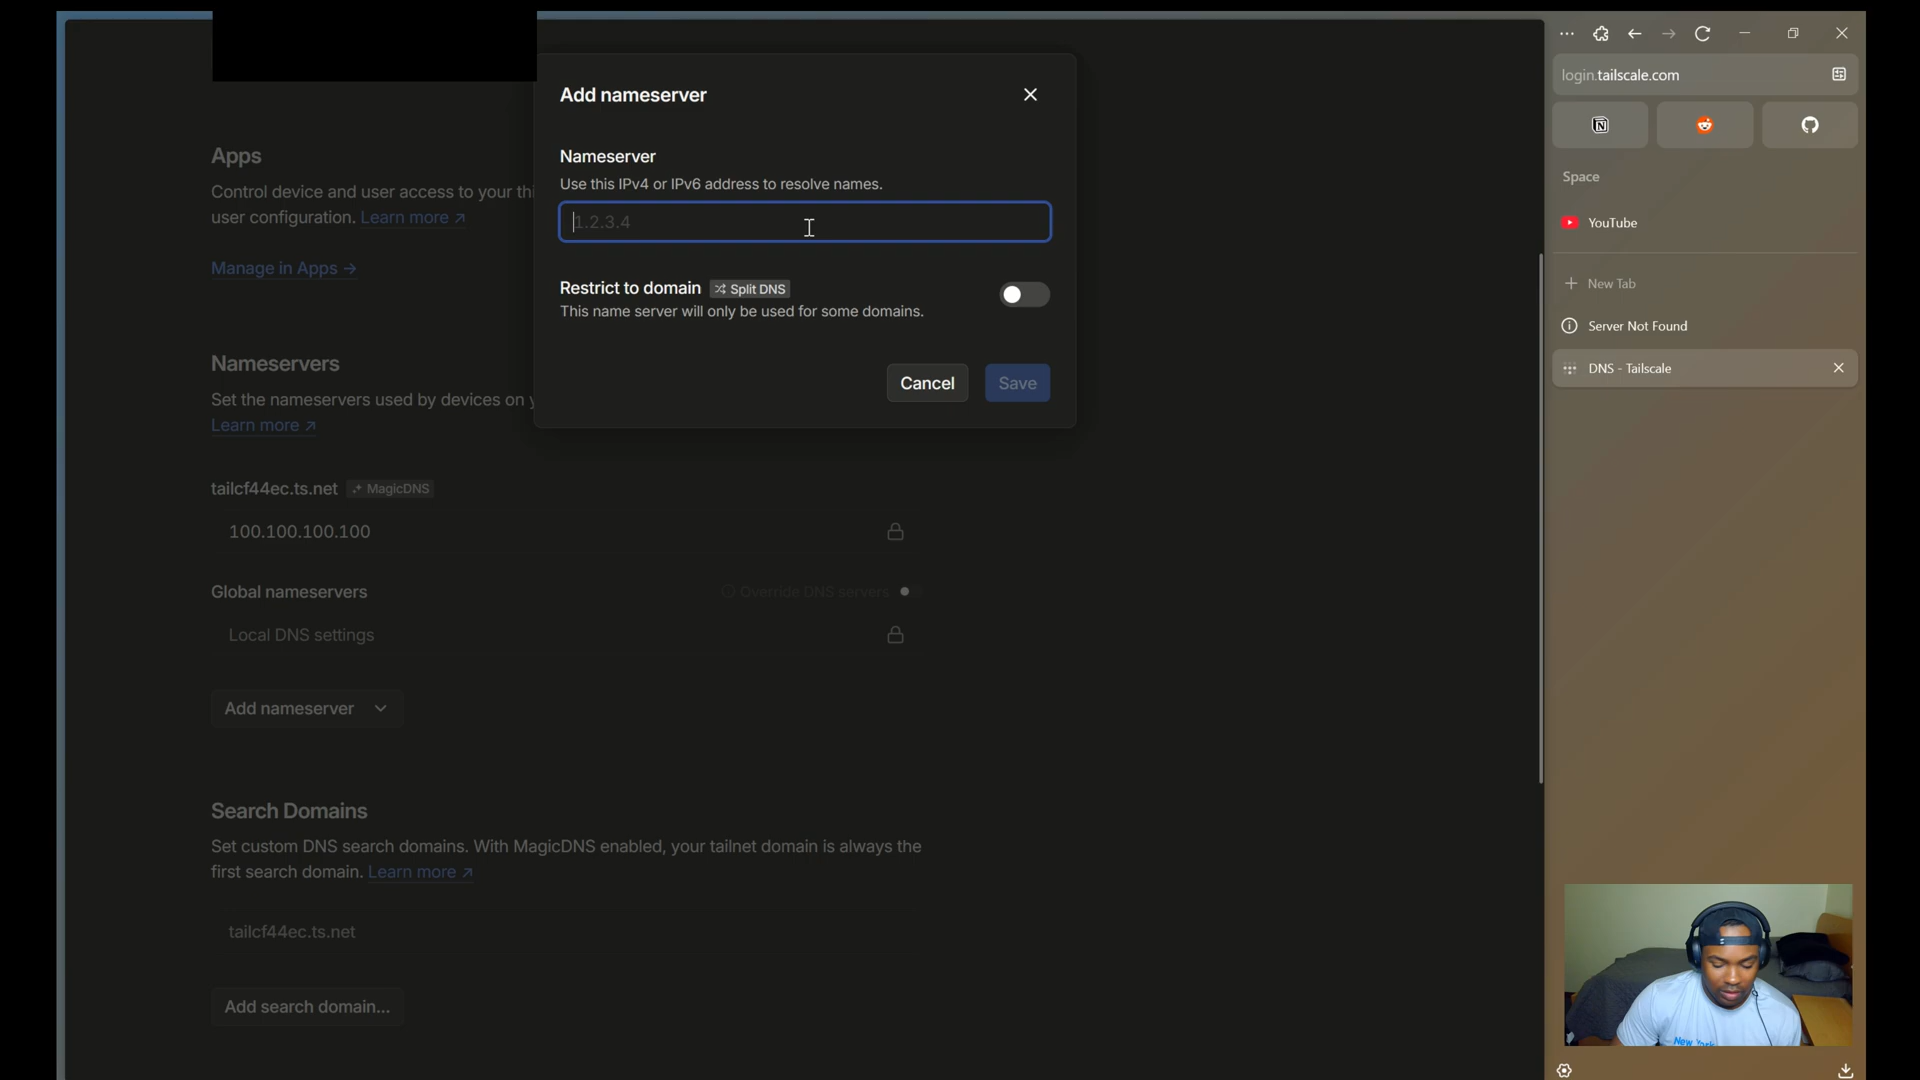 Add nameserver
Nameserver
Use this IPv4 or IPv6 address to resolve names.
1.2.3.4
Restrict to domain Split DNS
This name server will only be used for some domains.
Cancel Save
Apps
Control device and user access to your thi
user configuration. Learn more ↗
Manage in Apps →
Nameservers
Set the nameservers used by devices on y
Learn more ↗
tailcf44ec.ts.net MagicDNS
100.100.100.100
Global nameservers Override DNS servers
Local DNS settings
Add nameserver
Search Domains
Set custom DNS search domains. With MagicDNS enabled, your tailnet domain is always the
first search domain. Learn more ↗
tailcf44ec.ts.net
Add search domain...
login.tailscale.com
Space
YouTube
New Tab
Server Not Found
DNS - Tailscale
New York